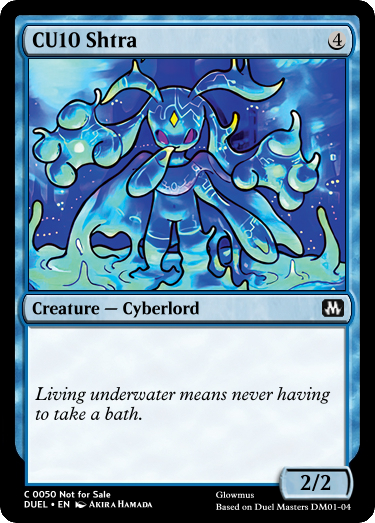 CU10 Shtra
4
Creature — Cyberlord
Living underwater means never having
to take a bath.
2/2
C 0050 Not for Sale
DUEL • EN Akira Hamada
Glowmus
Based on Duel Masters DM01-04